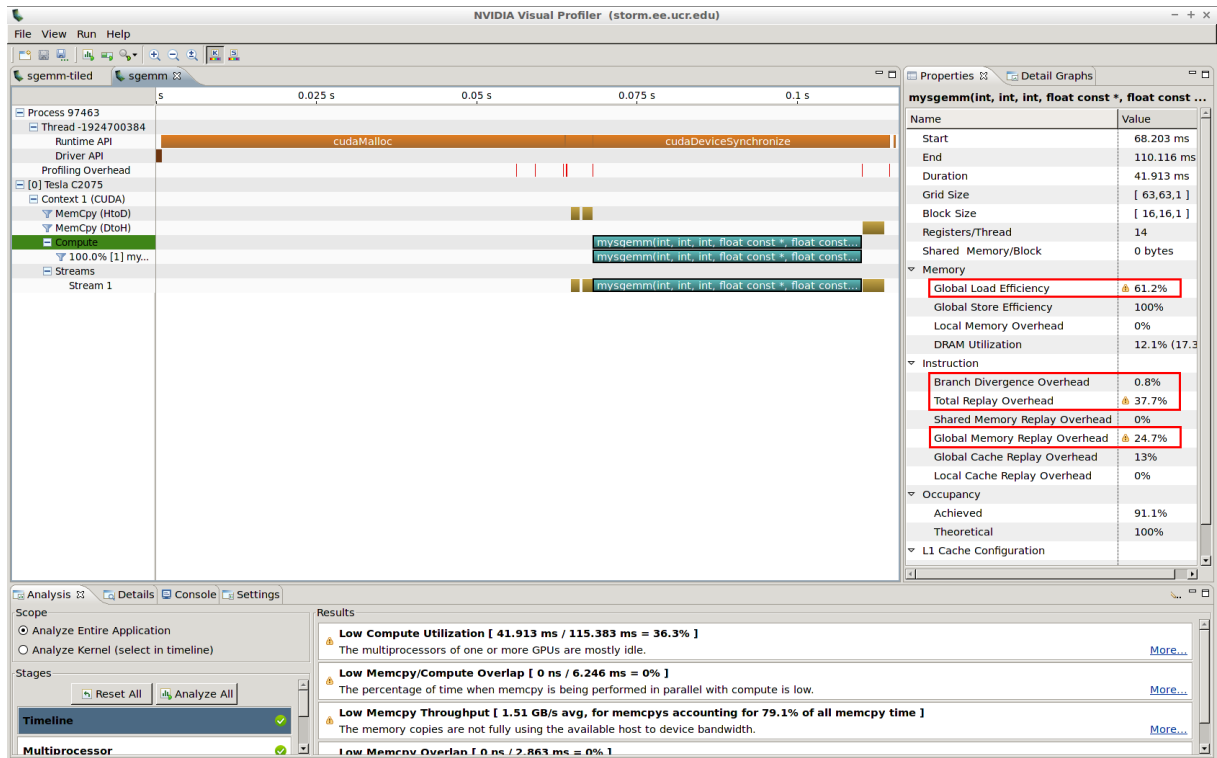 NVIDIA Visual Profiler (storm.ee.ucr.edu)
File View Run Help
sgemm-tiled
sgemm
s 0.025 s 0.05 s 0.075 s 0.1 s
Process 97463
Thread -1924700384
Runtime API cudaMalloc cudaDeviceSynchronize
Driver API
Profiling Overhead
[0] Tesla C2075
Context 1 (CUDA)
MemCpy (HtoD)
MemCpy (DtoH)
Compute mysgemm(int, int, int, float const *, float const...
100.0% [1] my... mysgemm(int, int, int, float const *, float const...
Streams
Stream 1 mysgemm(int, int, int, float const *, float const...
Properties Detail Graphs
mysgemm(int, int, int, float const *, float const ...
Name Value
Start 68.203 ms
End 110.116 ms
Duration 41.913 ms
Grid Size [ 63,63,1 ]
Block Size [ 16,16,1 ]
Registers/Thread 14
Shared Memory/Block 0 bytes
Memory
Global Load Efficiency 61.2%
Global Store Efficiency 100%
Local Memory Overhead 0%
DRAM Utilization 12.1% (17.3
Instruction
Branch Divergence Overhead 0.8%
Total Replay Overhead 37.7%
Shared Memory Replay Overhead 0%
Global Memory Replay Overhead 24.7%
Global Cache Replay Overhead 13%
Local Cache Replay Overhead 0%
Occupancy
Achieved 91.1%
Theoretical 100%
L1 Cache Configuration
Analysis Details Console Settings
Scope
Analyze Entire Application
Analyze Kernel (select in timeline)
Stages
Reset All Analyze All
Timeline
Multiprocessor
Results
Low Compute Utilization [ 41.913 ms / 115.383 ms = 36.3% ]
The multiprocessors of one or more GPUs are mostly idle. More...
Low Memcpy/Compute Overlap [ 0 ns / 6.246 ms = 0% ]
The percentage of time when memcpy is being performed in parallel with compute is low. More...
Low Memcpy Throughput [ 1.51 GB/s avg, for memcpys accounting for 79.1% of all memcpy time ]
The memory copies are not fully using the available host to device bandwidth. More...
Low Memcpy Overlap [ 0 ns / 2.863 ms = 0% ]